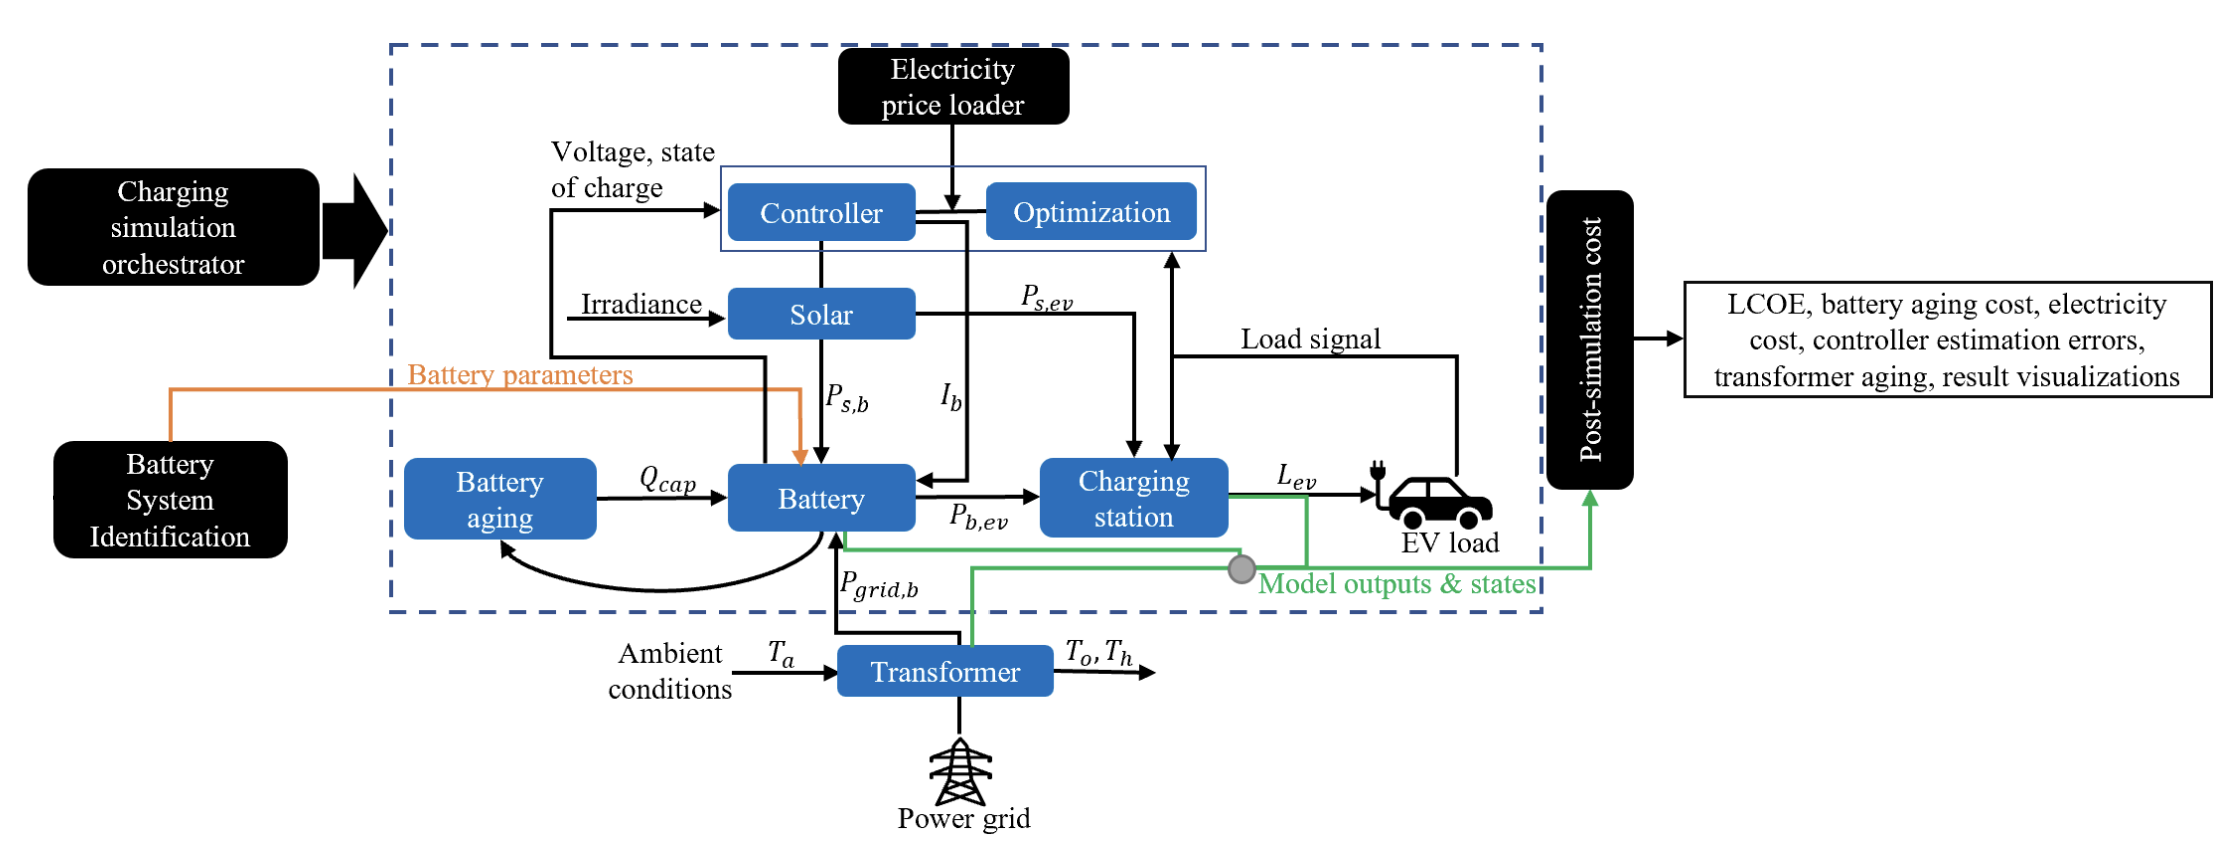 Electricity
price loader
Voltage, state
of charge
Charging
simulation
orchestrator
Controller
Optimization
Irradiance
Solar
P_{s,ev}
Load signal
Post-simulation cost
LCOE, battery aging cost, electricity
cost, controller estimation errors,
transformer aging, result visualizations
Battery parameters
P_{s,b}
I_b
Battery
System
Identification
Battery
aging
Q_{cap}
Battery
P_{b,ev}
Charging
station
L_{ev}
EV load
P_{grid,b}
Model outputs & states
Ambient
conditions
T_a
Transformer
T_o, T_h
Power grid